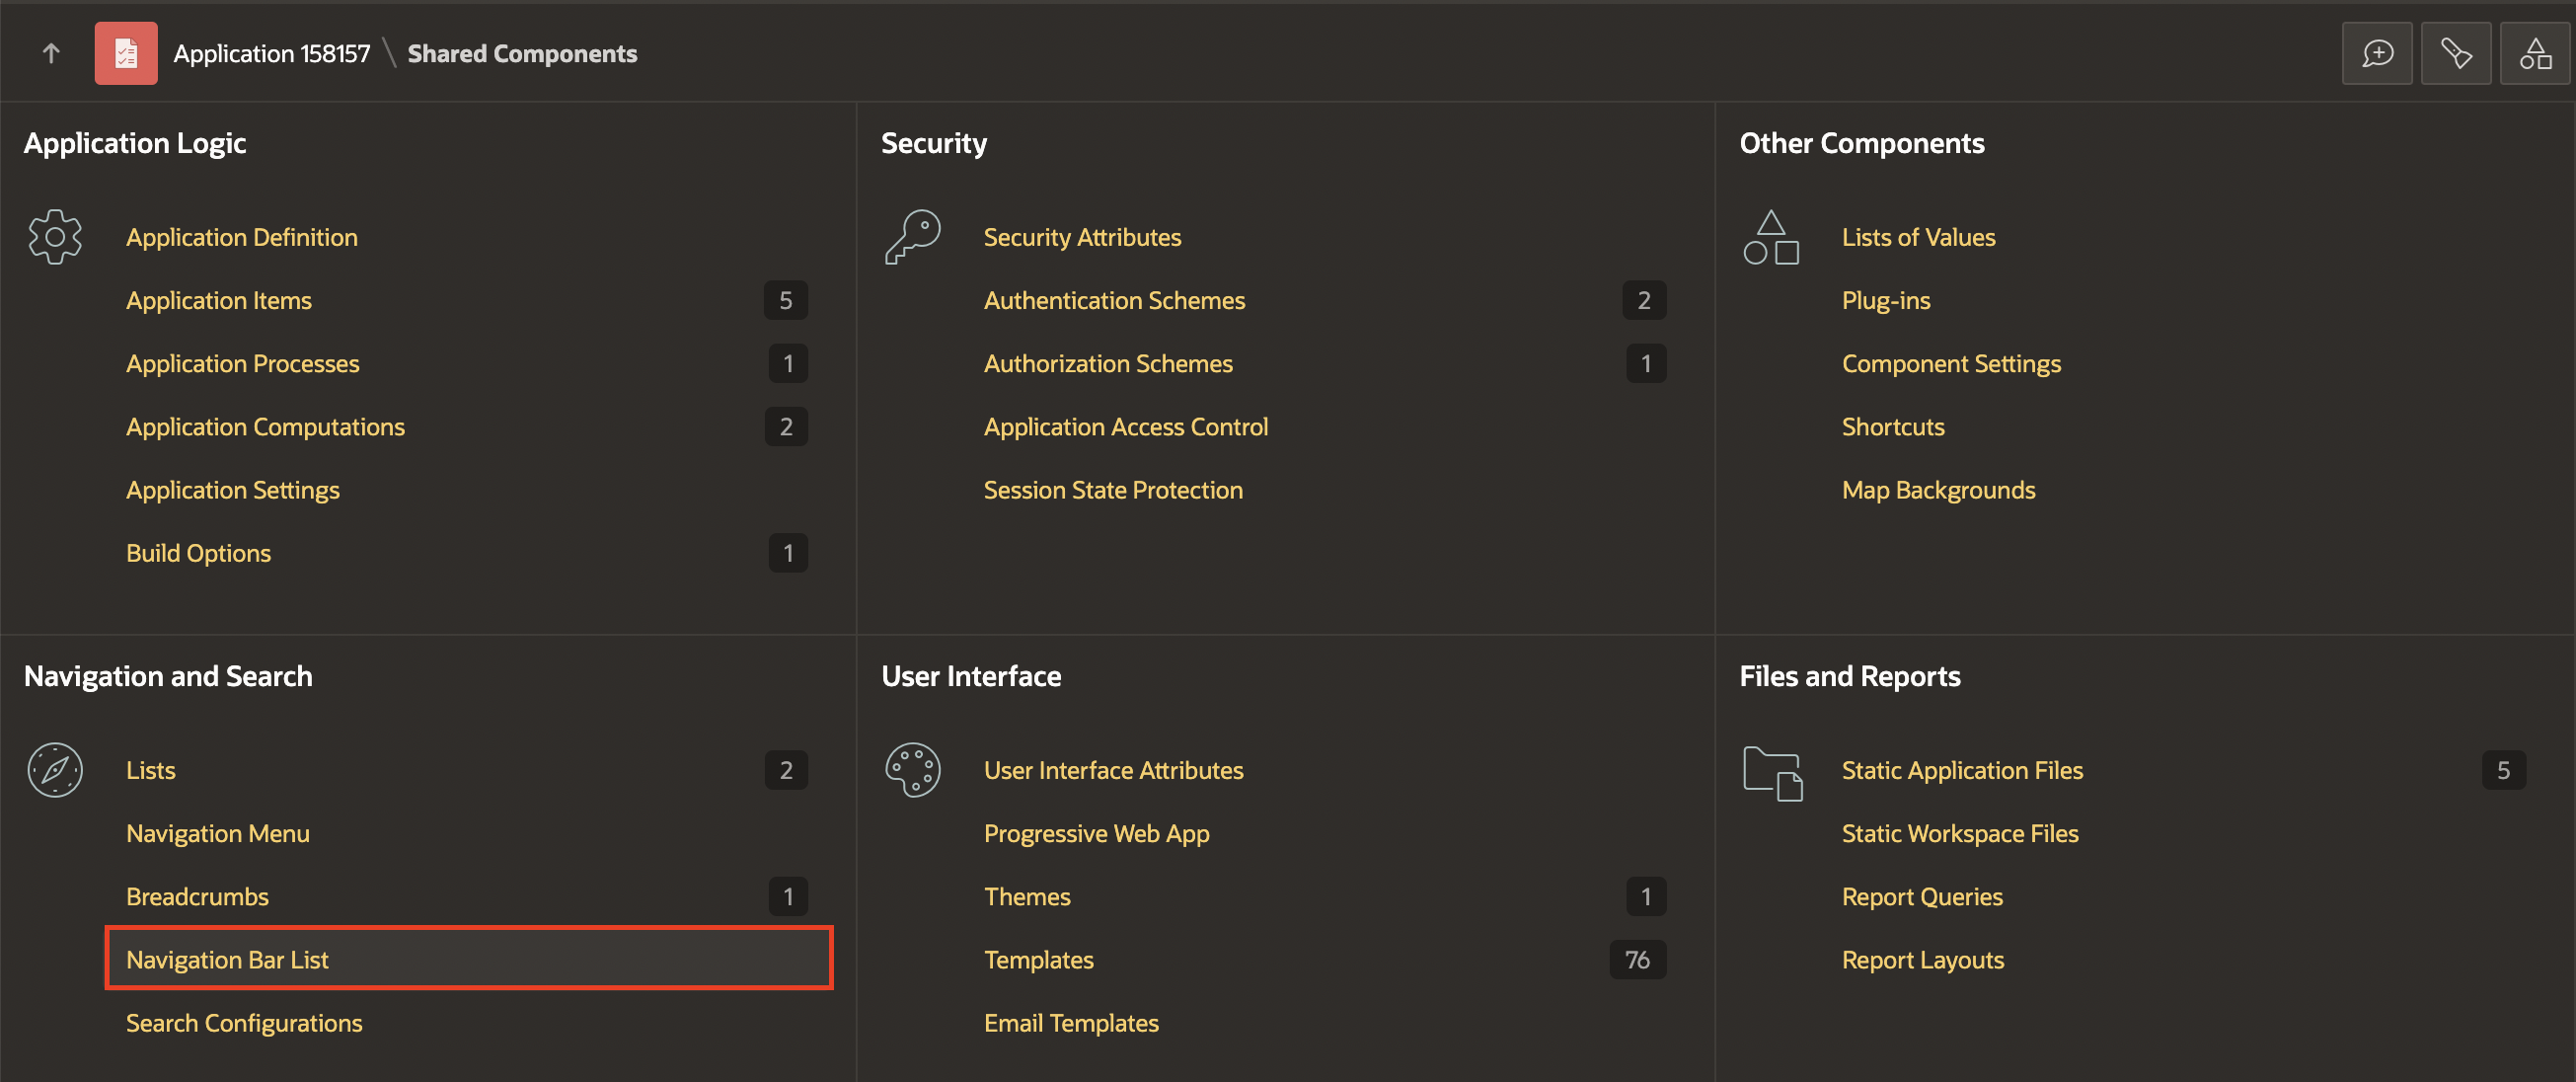 Application 158157 \ Shared Components
Application Logic
Application Definition
Application Items 5
Application Processes 1
Application Computations 2
Application Settings
Build Options 1
Security
Security Attributes
Authentication Schemes 2
Authorization Schemes 1
Application Access Control
Session State Protection
Other Components
Lists of Values
Plug-ins
Component Settings
Shortcuts
Map Backgrounds
Navigation and Search
Lists 2
Navigation Menu
Breadcrumbs 1
Navigation Bar List
Search Configurations
User Interface
User Interface Attributes
Progressive Web App
Themes 1
Templates 76
Email Templates
Files and Reports
Static Application Files 5
Static Workspace Files
Report Queries
Report Layouts